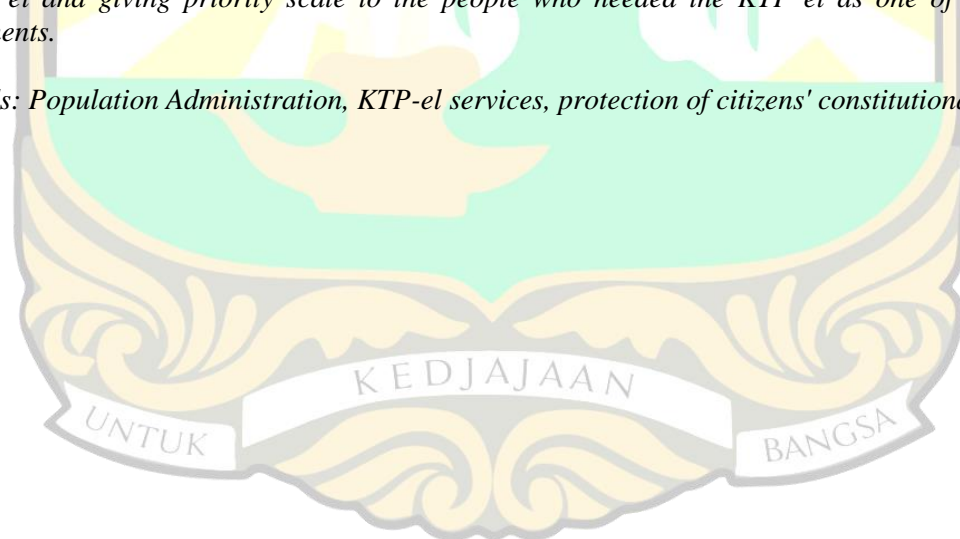 el and giving priority scale to the people who needed the KTP el as one of
ents.
s: Population Administration, KTP-el services, protection of citizens' constitutiona
UNTUK KEDJAJAAN BANGSA